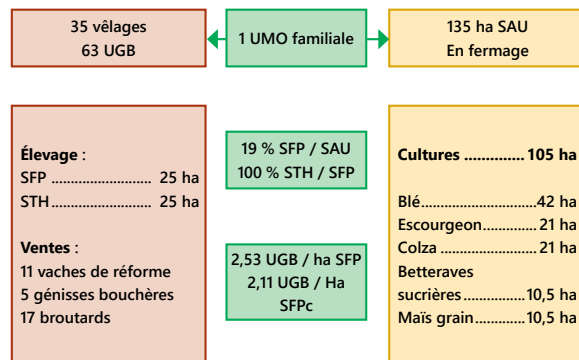 35 vêlages
63 UGB
1 UMO familiale
135 ha SAU
En fermage
Élevage :
SFP ........................... 25 ha
STH........................... 25 ha
Ventes :
11 vaches de réforme
5 génisses bouchères
17 broutards
19 % SFP / SAU
100 % STH / SFP
2,53 UGB / ha SFP
2,11 UGB / Ha
SFPc
Cultures ............... 105 ha
Blé.............................. 42 ha
Escourgeon................ 21 ha
Colza ......................... 21 ha
Betteraves
sucrières ................10,5 ha
Maïs grain..............10,5 ha